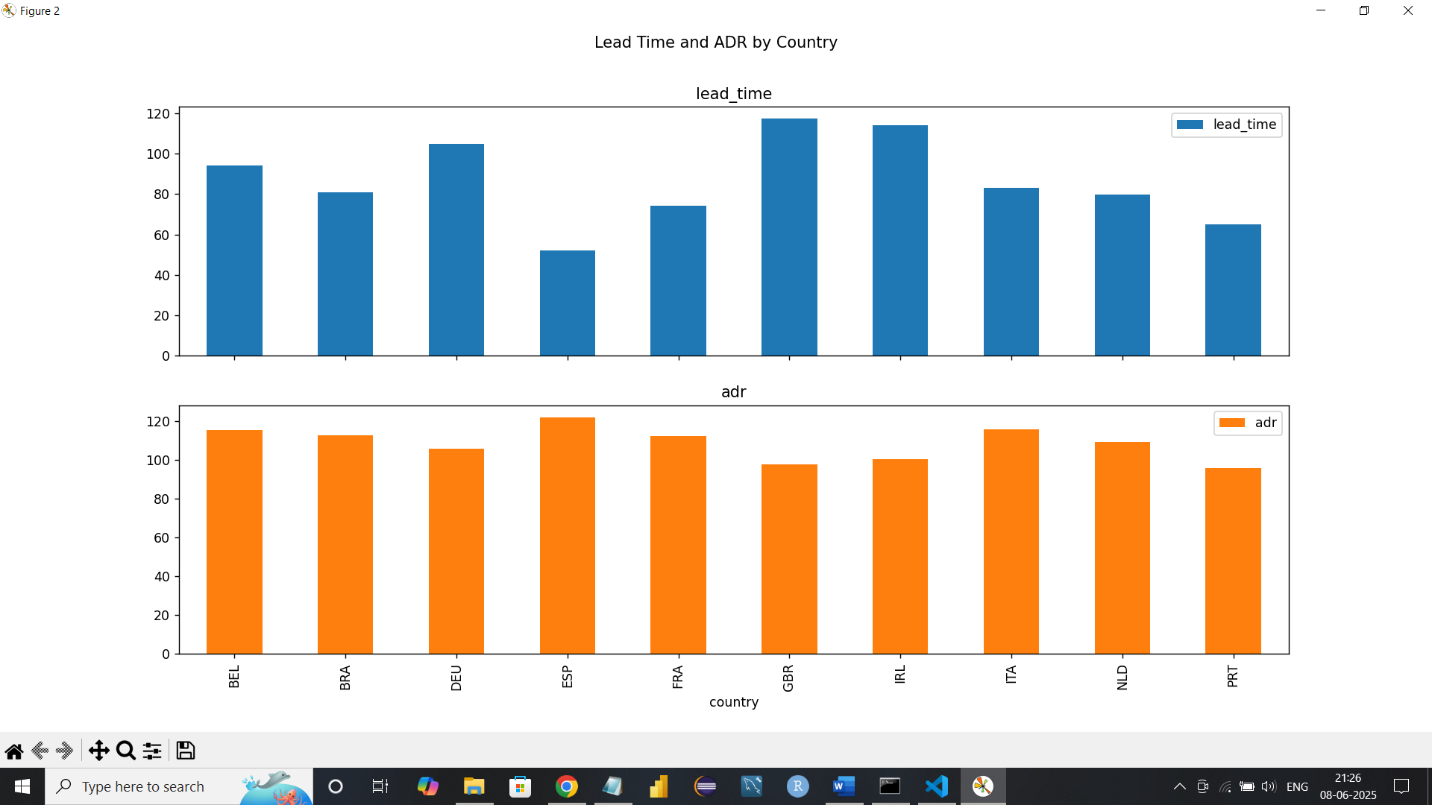 Figure 2
Lead Time and ADR by Country
lead_time
120
100
80
60
40
20
0
lead_time
adr
120
100
80
60
40
20
0
adr
BEL
BRA
DEU
ESP
FRA
GBR
IRL
ITA
NLD
PRT
country
Type here to search
R
W
ENG
21:26
08-06-2025